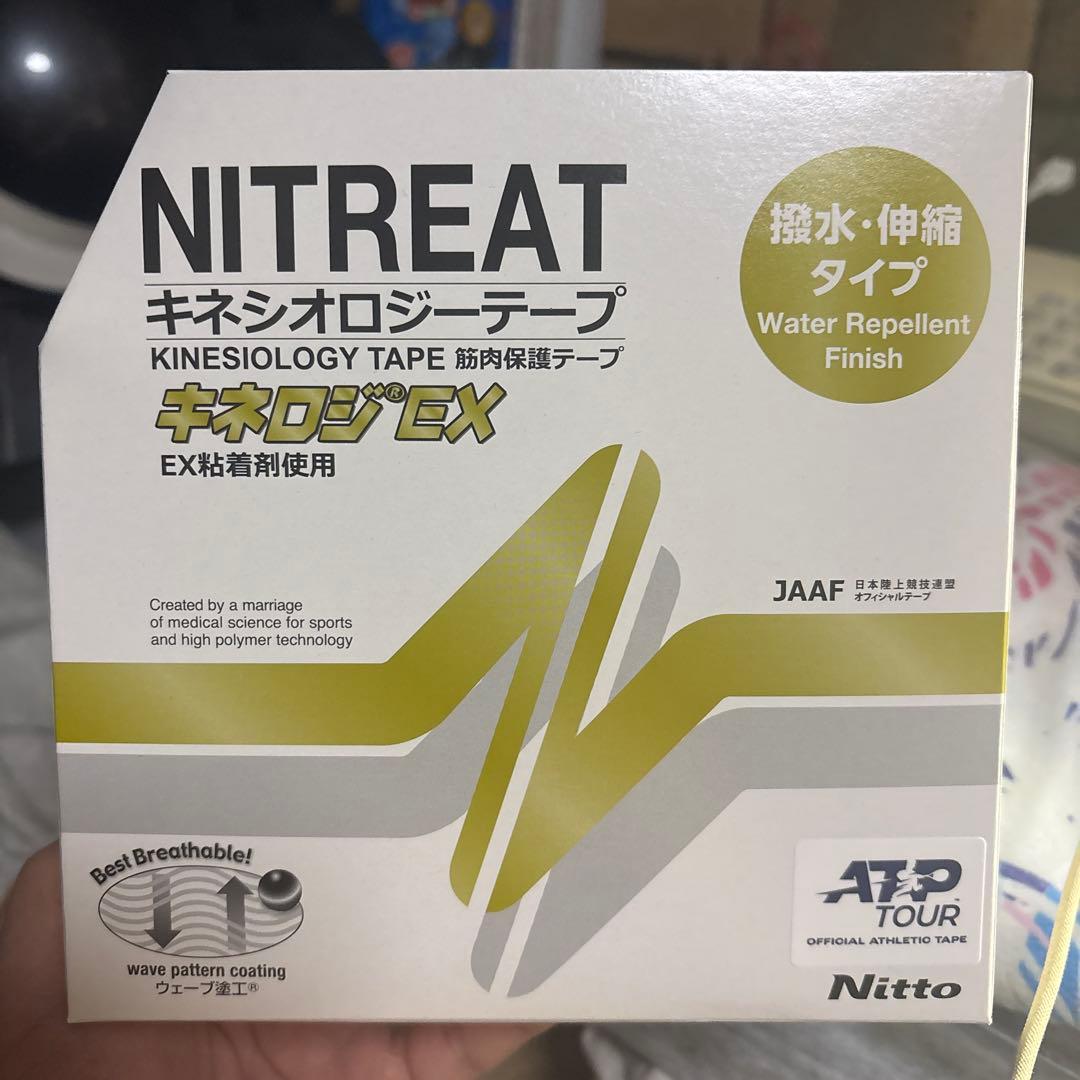 NITREAT
撥水・伸縮
タイプ
Water Repellent
Finish
キネシオロジーテープ
KINESIOLOGY TAPE 筋肉保護テープ
キネロジ®EX
EX粘着剤使用
JAAF 日本陸上競技連盟
オフィシャルテープ
Created by a marriage
of medical science for sports
and high polymer technology
Best Breathable!
wave pattern coating
ウェーブ塗工®
ATP
TOUR
OFFICIAL ATHLETIC TAPE
Nitto